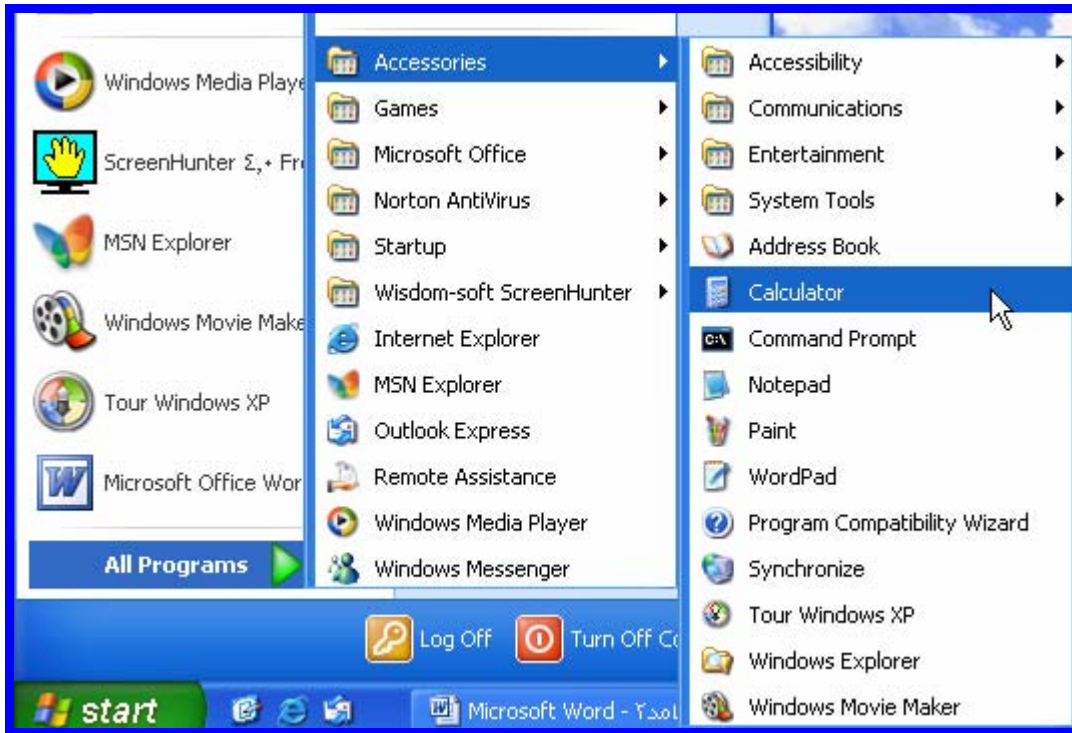 Windows Media Playe
ScreenHunter Σ,٠ Fre
MSN Explorer
Windows Movie Make
Tour Windows XP
Microsoft Office Wor
All Programs
Accessories
Games
Microsoft Office
Norton AntiVirus
Startup
Wisdom-soft ScreenHunter
Internet Explorer
MSN Explorer
Outlook Express
Remote Assistance
Windows Media Player
Windows Messenger
Accessibility
Communications
Entertainment
System Tools
Address Book
Calculator
Command Prompt
Notepad
Paint
WordPad
Program Compatibility Wizard
Synchronize
Tour Windows XP
Windows Explorer
Windows Movie Maker
Log Off
Turn Off Co
start
Microsoft Word - امد٢